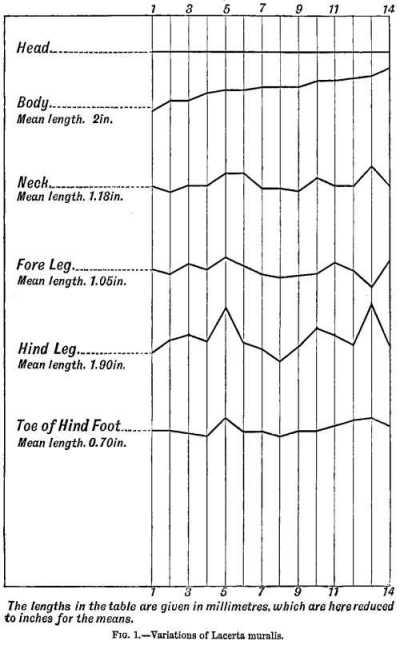 1 3 5 7 9 11 14
Head
Body
Mean length. 2in.
Neck
Mean length. 1.18in.
Fore Leg
Mean length. 1.05in.
Hind Leg
Mean length. 1.90in.
Toe of Hind Foot
Mean length. 0.70in.
1 3 5 7 9 11 14
The lengths in the table are given in millimetres, which are here reduced
to inches for the means.
FIG. 1.—Variations of Lacerta muralis.